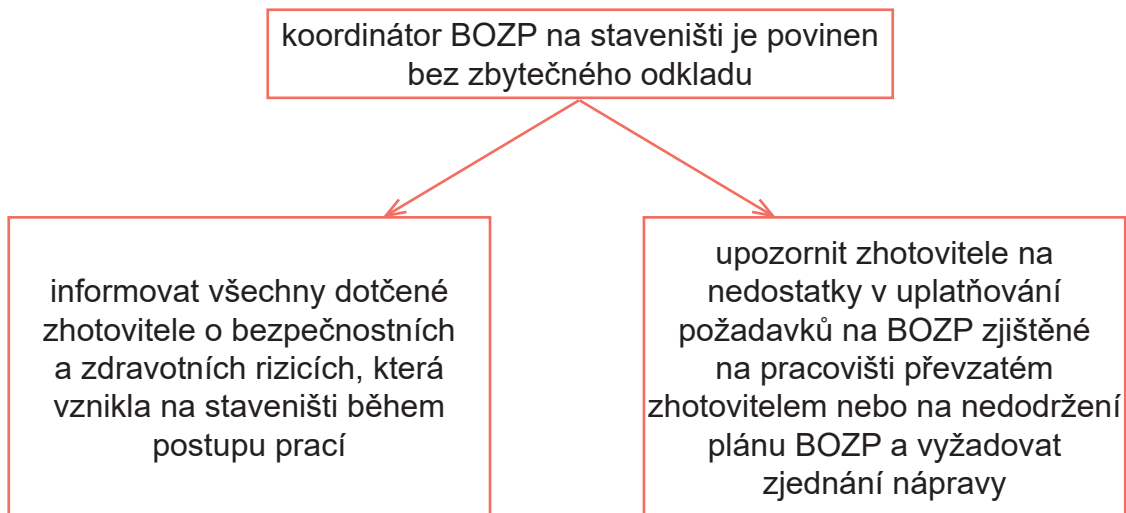 koordinátor BOZP na staveništi je povinen
bez zbytečného odkladu
informovat všechny dotčené
zhotovitele o bezpečnostních
a zdravotních rizicích, která
vznikla na staveništi během
postupu prací
upozornit zhotovitele na
nedostatky v uplatňování
požadavků na BOZP zjištěné
na pracovišti převzatém
zhotovitelem nebo na nedodržení
plánu BOZP a vyžadovat
zjednání nápravy